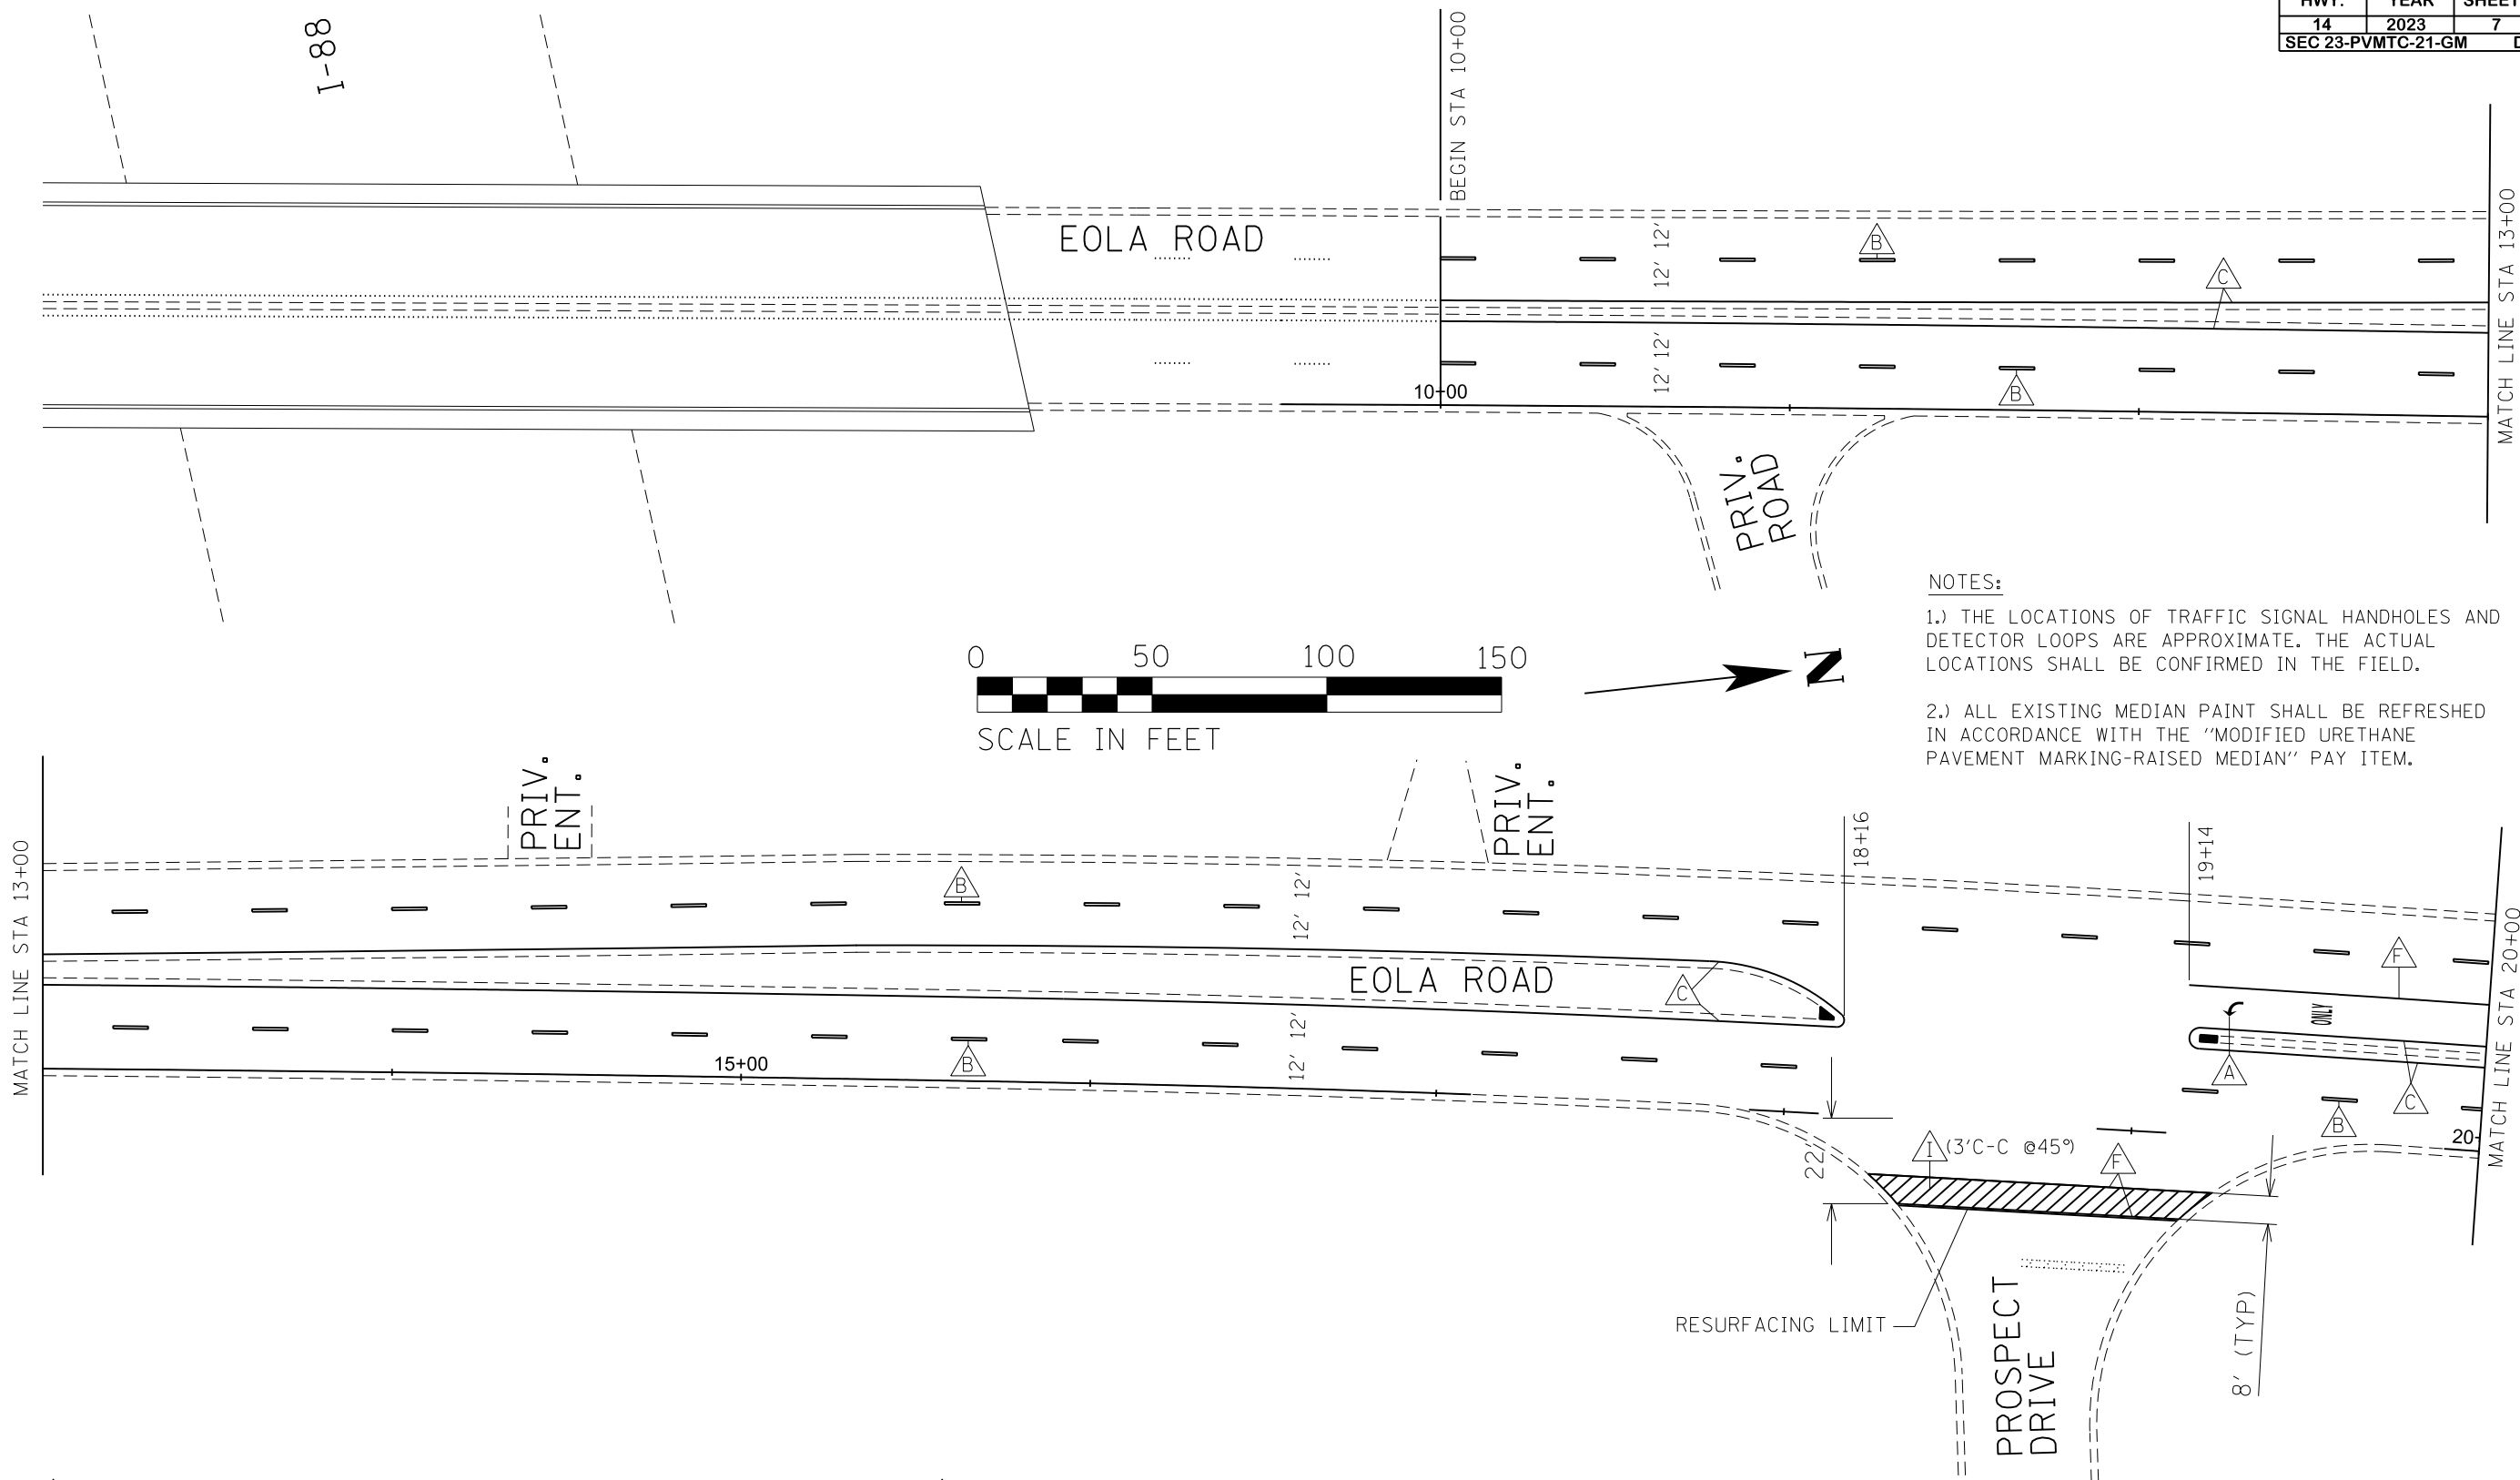 HWY. YEAR SHEET
14 2023 7
SEC 23-PVMTC-21-GM
I-88
BEGIN STA 10+00
EOLA ROAD
B
12' 12'
C
MATCH LINE STA 13+00
12' 12'
10+00
B
PRIV.
ROAD
NOTES:
1.) THE LOCATIONS OF TRAFFIC SIGNAL HANDHOLES AND
DETECTOR LOOPS ARE APPROXIMATE. THE ACTUAL
LOCATIONS SHALL BE CONFIRMED IN THE FIELD.
2.) ALL EXISTING MEDIAN PAINT SHALL BE REFRESHED
IN ACCORDANCE WITH THE "MODIFIED URETHANE
PAVEMENT MARKING-RAISED MEDIAN" PAY ITEM.
0 50 100 150
SCALE IN FEET
N
MATCH LINE STA 13+00
PRIV.
ENT.
PRIV.
ENT.
18+16
19+14
B
12' 12'
EOLA ROAD
C
F
ONLY
MATCH LINE STA 20+00
12' 12'
15+00
B
A
C
B
20
22'
I (3'C-C @45°)
F
RESURFACING LIMIT
8' (TYP)
PROSPECT
DRIVE